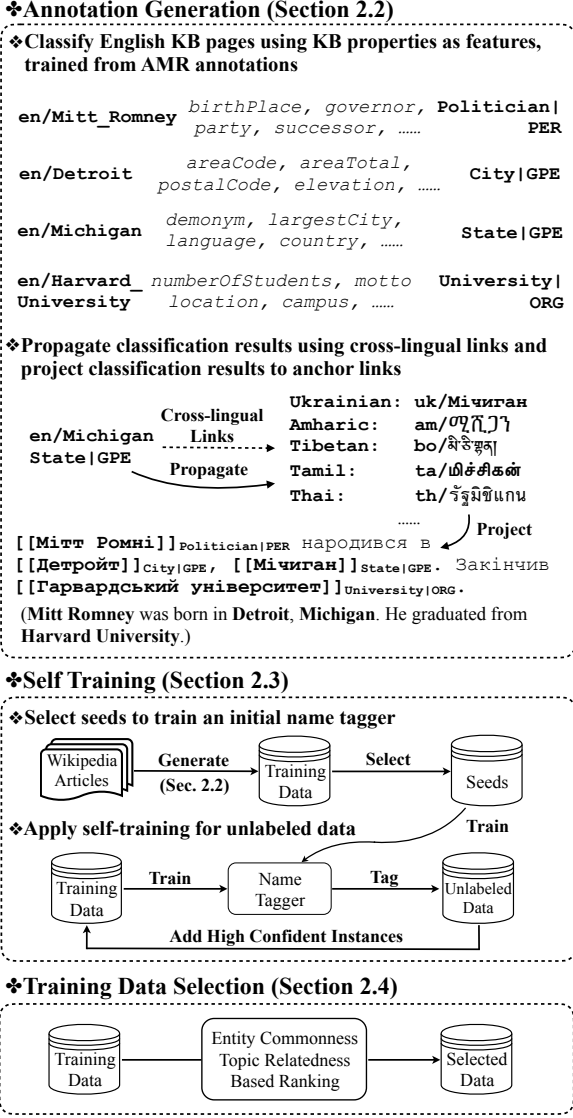 ✤Annotation Generation (Section 2.2)
❖Classify English KB pages using KB properties as features,
trained from AMR annotations
en/Mitt_Romney birthPlace, governor, Politician|
party, successor, …… PER
en/Detroit areaCode, areaTotal, City|GPE
postalCode, elevation, ……
en/Michigan demonym, largestCity, State|GPE
language, country, ……
en/Harvard_ numberOfStudents, motto University|
University location, campus, …… ORG
❖Propagate classification results using cross-lingual links and
project classification results to anchor links
en/Michigan
State|GPE
Cross-lingual
Links
Propagate
Ukrainian: uk/Мічиган
Amharic: am/ሚሺጋን
Tibetan: bo/
Tamil: ta/மிச்சிகன்
Thai: th/รัฐมิชิแกน
……
Project
[[Мітт Ромні]]Politician|PER народився в
[[Детройт]]City|GPE, [[Мічиган]]State|GPE. Закінчив
[[Гарвардський університет]]University|ORG.
(Mitt Romney was born in Detroit, Michigan. He graduated from
Harvard University.)
✤Self Training (Section 2.3)
❖Select seeds to train an initial name tagger
Wikipedia
Articles
Generate
(Sec. 2.2)
Training
Data
Select
Seeds
❖Apply self-training for unlabeled data
Train
Training
Data
Train
Name
Tagger
Tag
Unlabeled
Data
Add High Confident Instances
✤Training Data Selection (Section 2.4)
Training
Data
Entity Commonness
Topic Relatedness
Based Ranking
Selected
Data